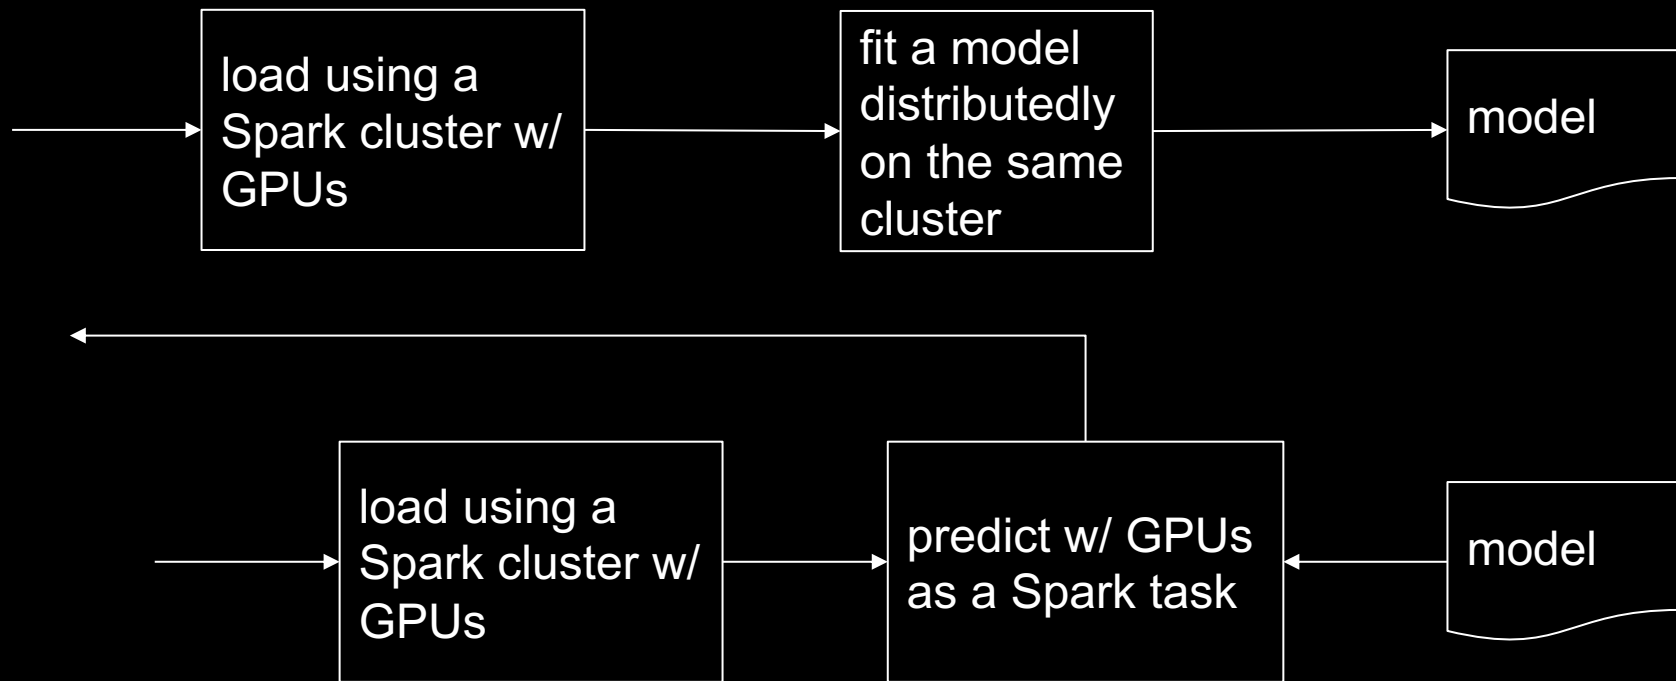 load using a
Spark cluster w/
GPUs
fit a model
distributedly
on the same
cluster
model
load using a
Spark cluster w/
GPUs
predict w/ GPUs
as a Spark task
model